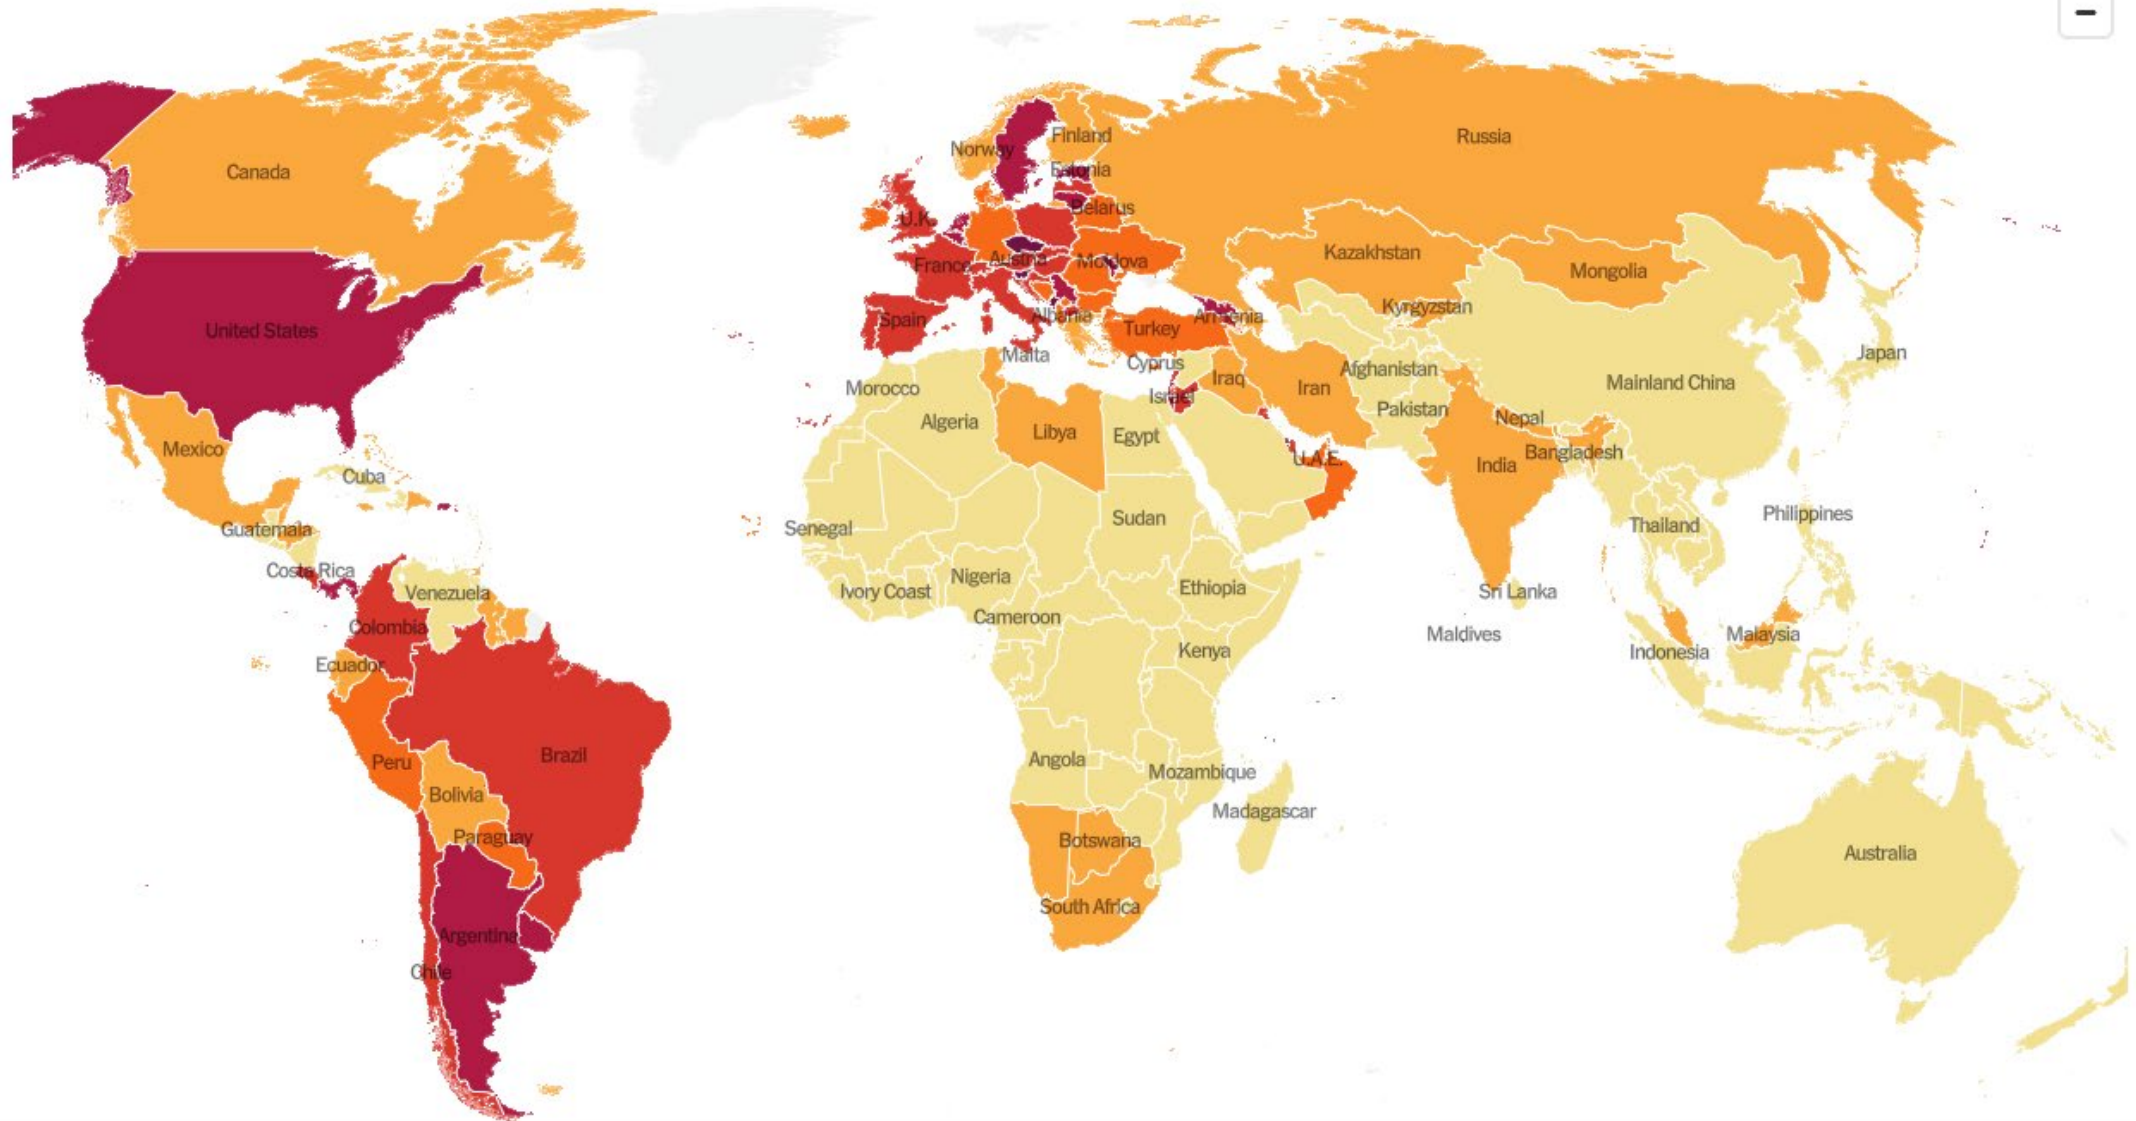 −
Canada
United States
Mexico
Cuba
Guatemala
Costa Rica
Venezuela
Colombia
Ecuador
Peru
Brazil
Bolivia
Paraguay
Argentina
Chile
Norway
Finland
Estonia
Belarus
U.K.
France
Austria
Moldova
Spain
Albania
Turkey
Armenia
Malta
Cyprus
Israel
Iraq
Iran
Morocco
Algeria
Libya
Egypt
U.A.E.
Senegal
Sudan
Ivory Coast
Nigeria
Cameroon
Ethiopia
Kenya
Angola
Mozambique
Madagascar
Botswana
South Africa
Russia
Kazakhstan
Mongolia
Kyrgyzstan
Afghanistan
Pakistan
Mainland China
Japan
Nepal
India
Bangladesh
Thailand
Philippines
Sri Lanka
Maldives
Malaysia
Indonesia
Australia